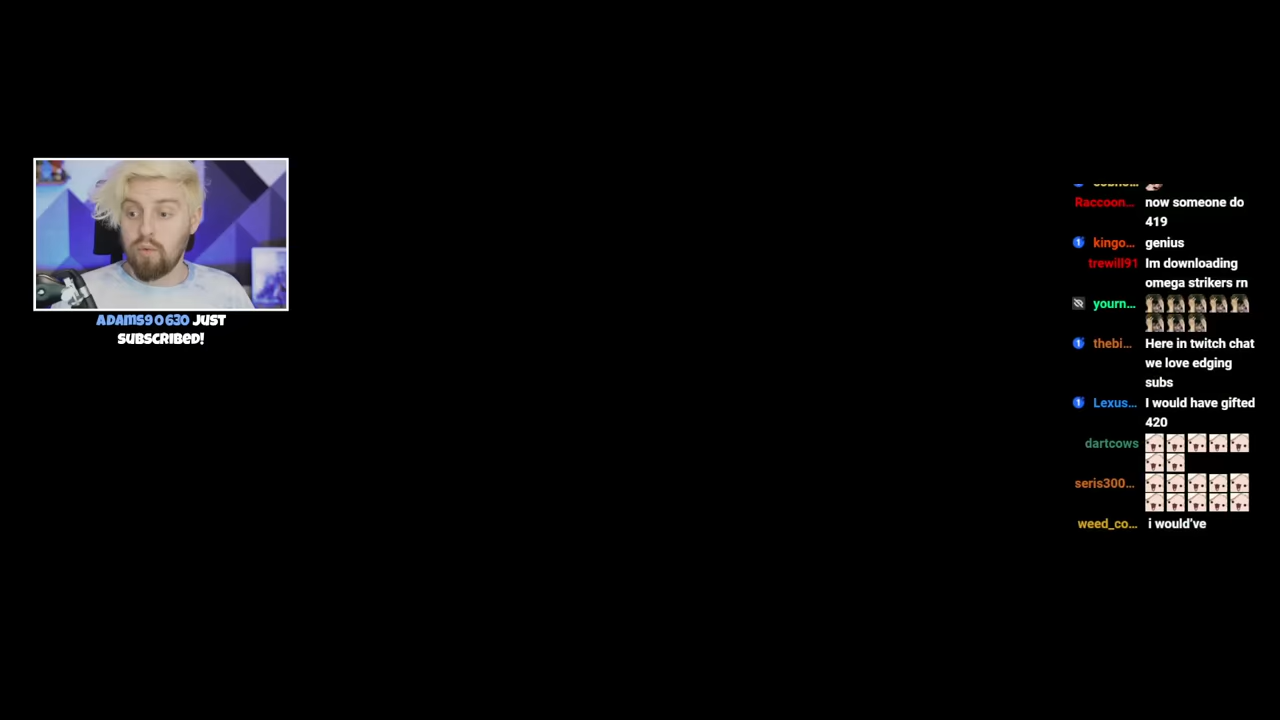 ADAMS90630 JUST
SUBSCRIBED!
Raccoon... now someone do
419
kingo... genius
trewill91 Im downloading
omega strikers rn
yourn...
thebi... Here in twitch chat
we love edging
subs
Lexus... I would have gifted
420
dartcows
seris300...
weed_co... i would've